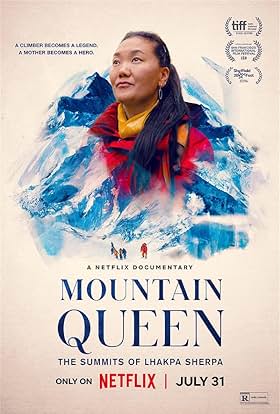 A CLIMBER BECOMES A LEGEND.
A MOTHER BECOMES A HERO.
tiff
A NETFLIX DOCUMENTARY
MOUNTAIN
QUEEN
THE SUMMITS OF LHAKPA SHERPA
ONLY ON NETFLIX | JULY 31
R